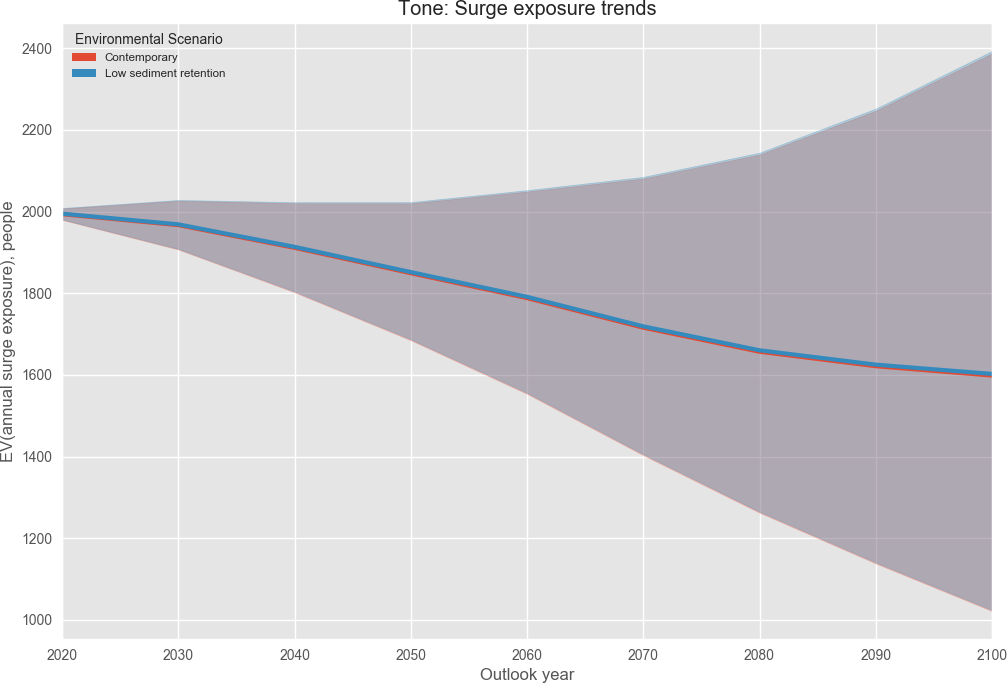 Tone: Surge exposure trends
Environmental Scenario
Contemporary
Low sediment retention
2400
2200
2000
1800
1600
1400
1200
1000
EV(annual surge exposure), people
2020 2030 2040 2050 2060 2070 2080 2090 2100
Outlook year